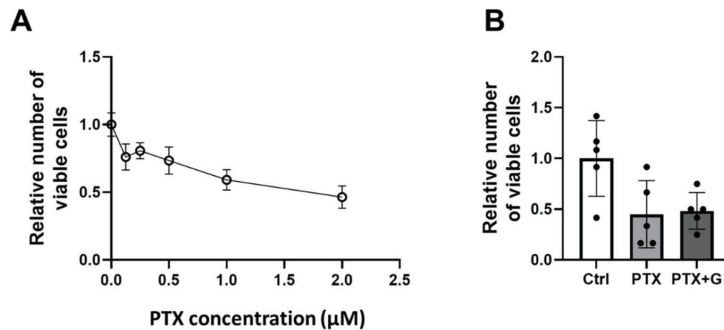 A
Relative number of
viable cells
1.5
1.0
0.5
0.0
0.0 0.5 1.0 1.5 2.0 2.5
PTX concentration (μM)
B
Relative number
of viable cells
2.0
1.5
1.0
0.5
0.0
Ctrl PTX PTX+G